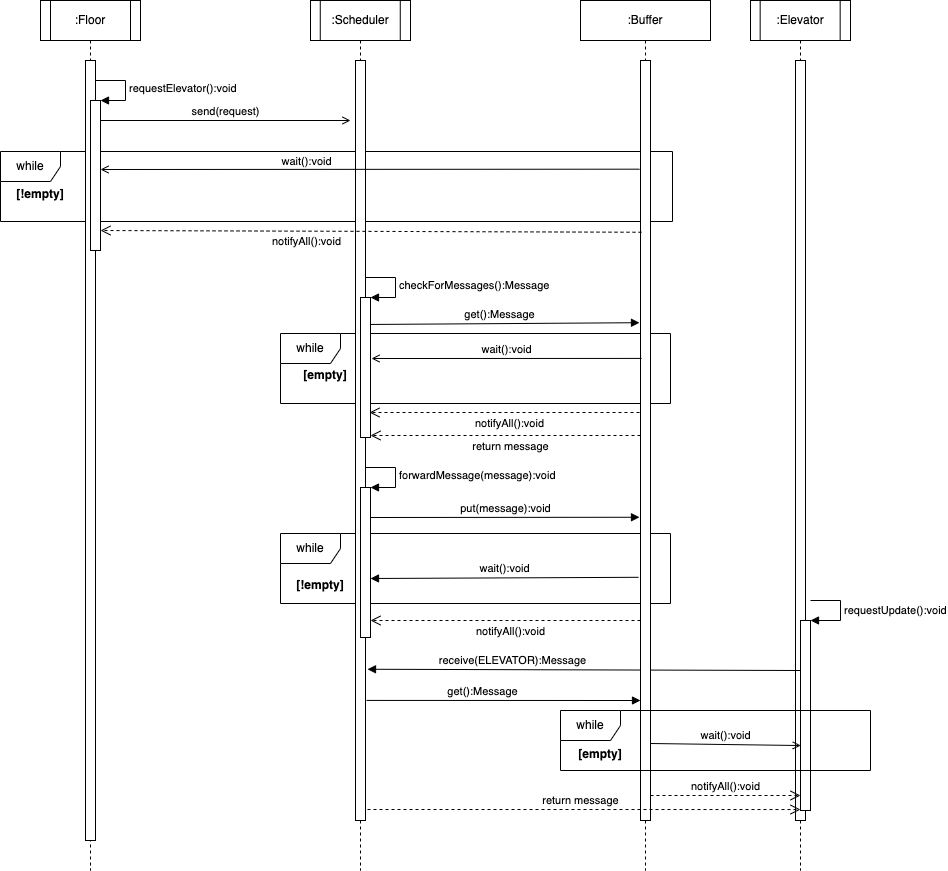 :Floor
:Scheduler
:Buffer
:Elevator
requestElevator():void
send(request)
while
wait():void
[!empty]
notifyAll():void
checkForMessages():Message
get():Message
while
wait():void
[empty]
notifyAll():void
return message
forwardMessage(message):void
put(message):void
while
wait():void
[!empty]
requestUpdate():void
notifyAll():void
receive(ELEVATOR):Message
get():Message
while
wait():void
[empty]
notifyAll():void
return message